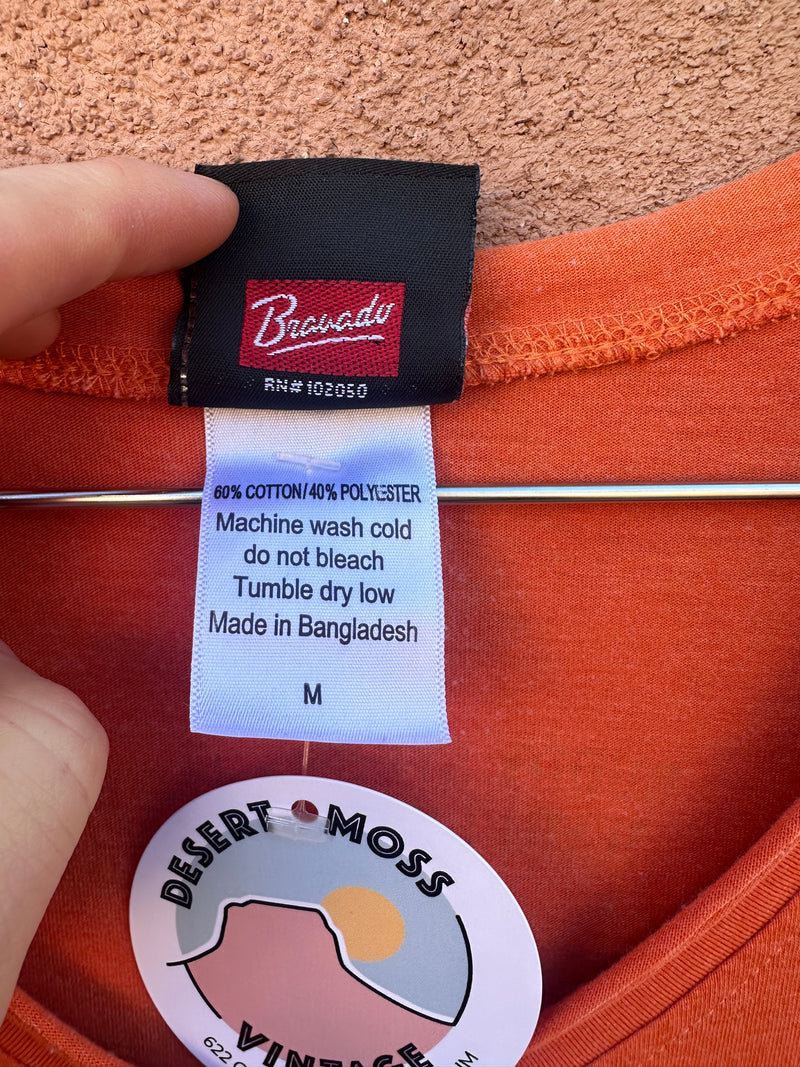 Bravado
RN#102050
60% COTTON/40% POLYESTER
Machine wash cold
do not bleach
Tumble dry low
Made in Bangladesh
M
DESERT MOSS
VINTAGE
622